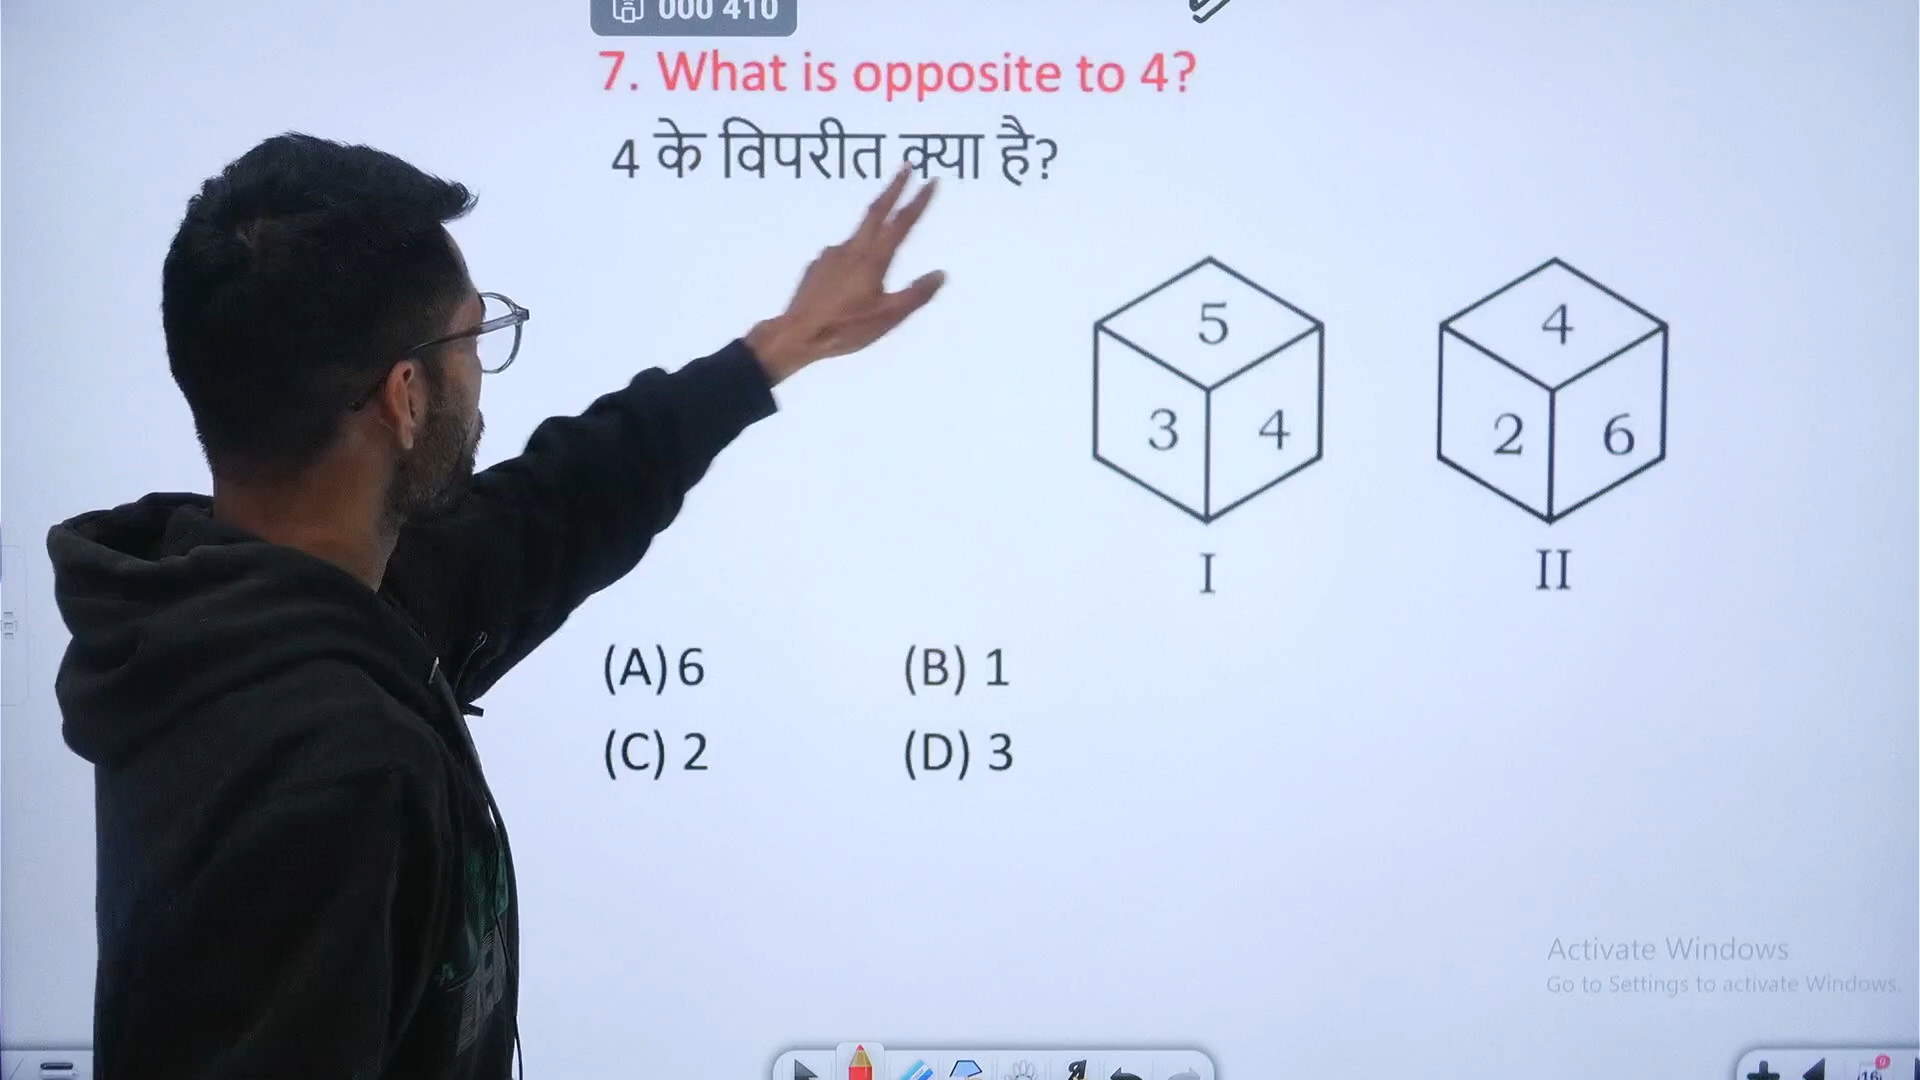 000 410
7. What is opposite to 4?
4 के विपरीत क्या है?
5
3 4
I
4
2 6
II
(A) 6 (B) 1
(C) 2 (D) 3
Activate Windows
Go to Settings to activate Windows.
16